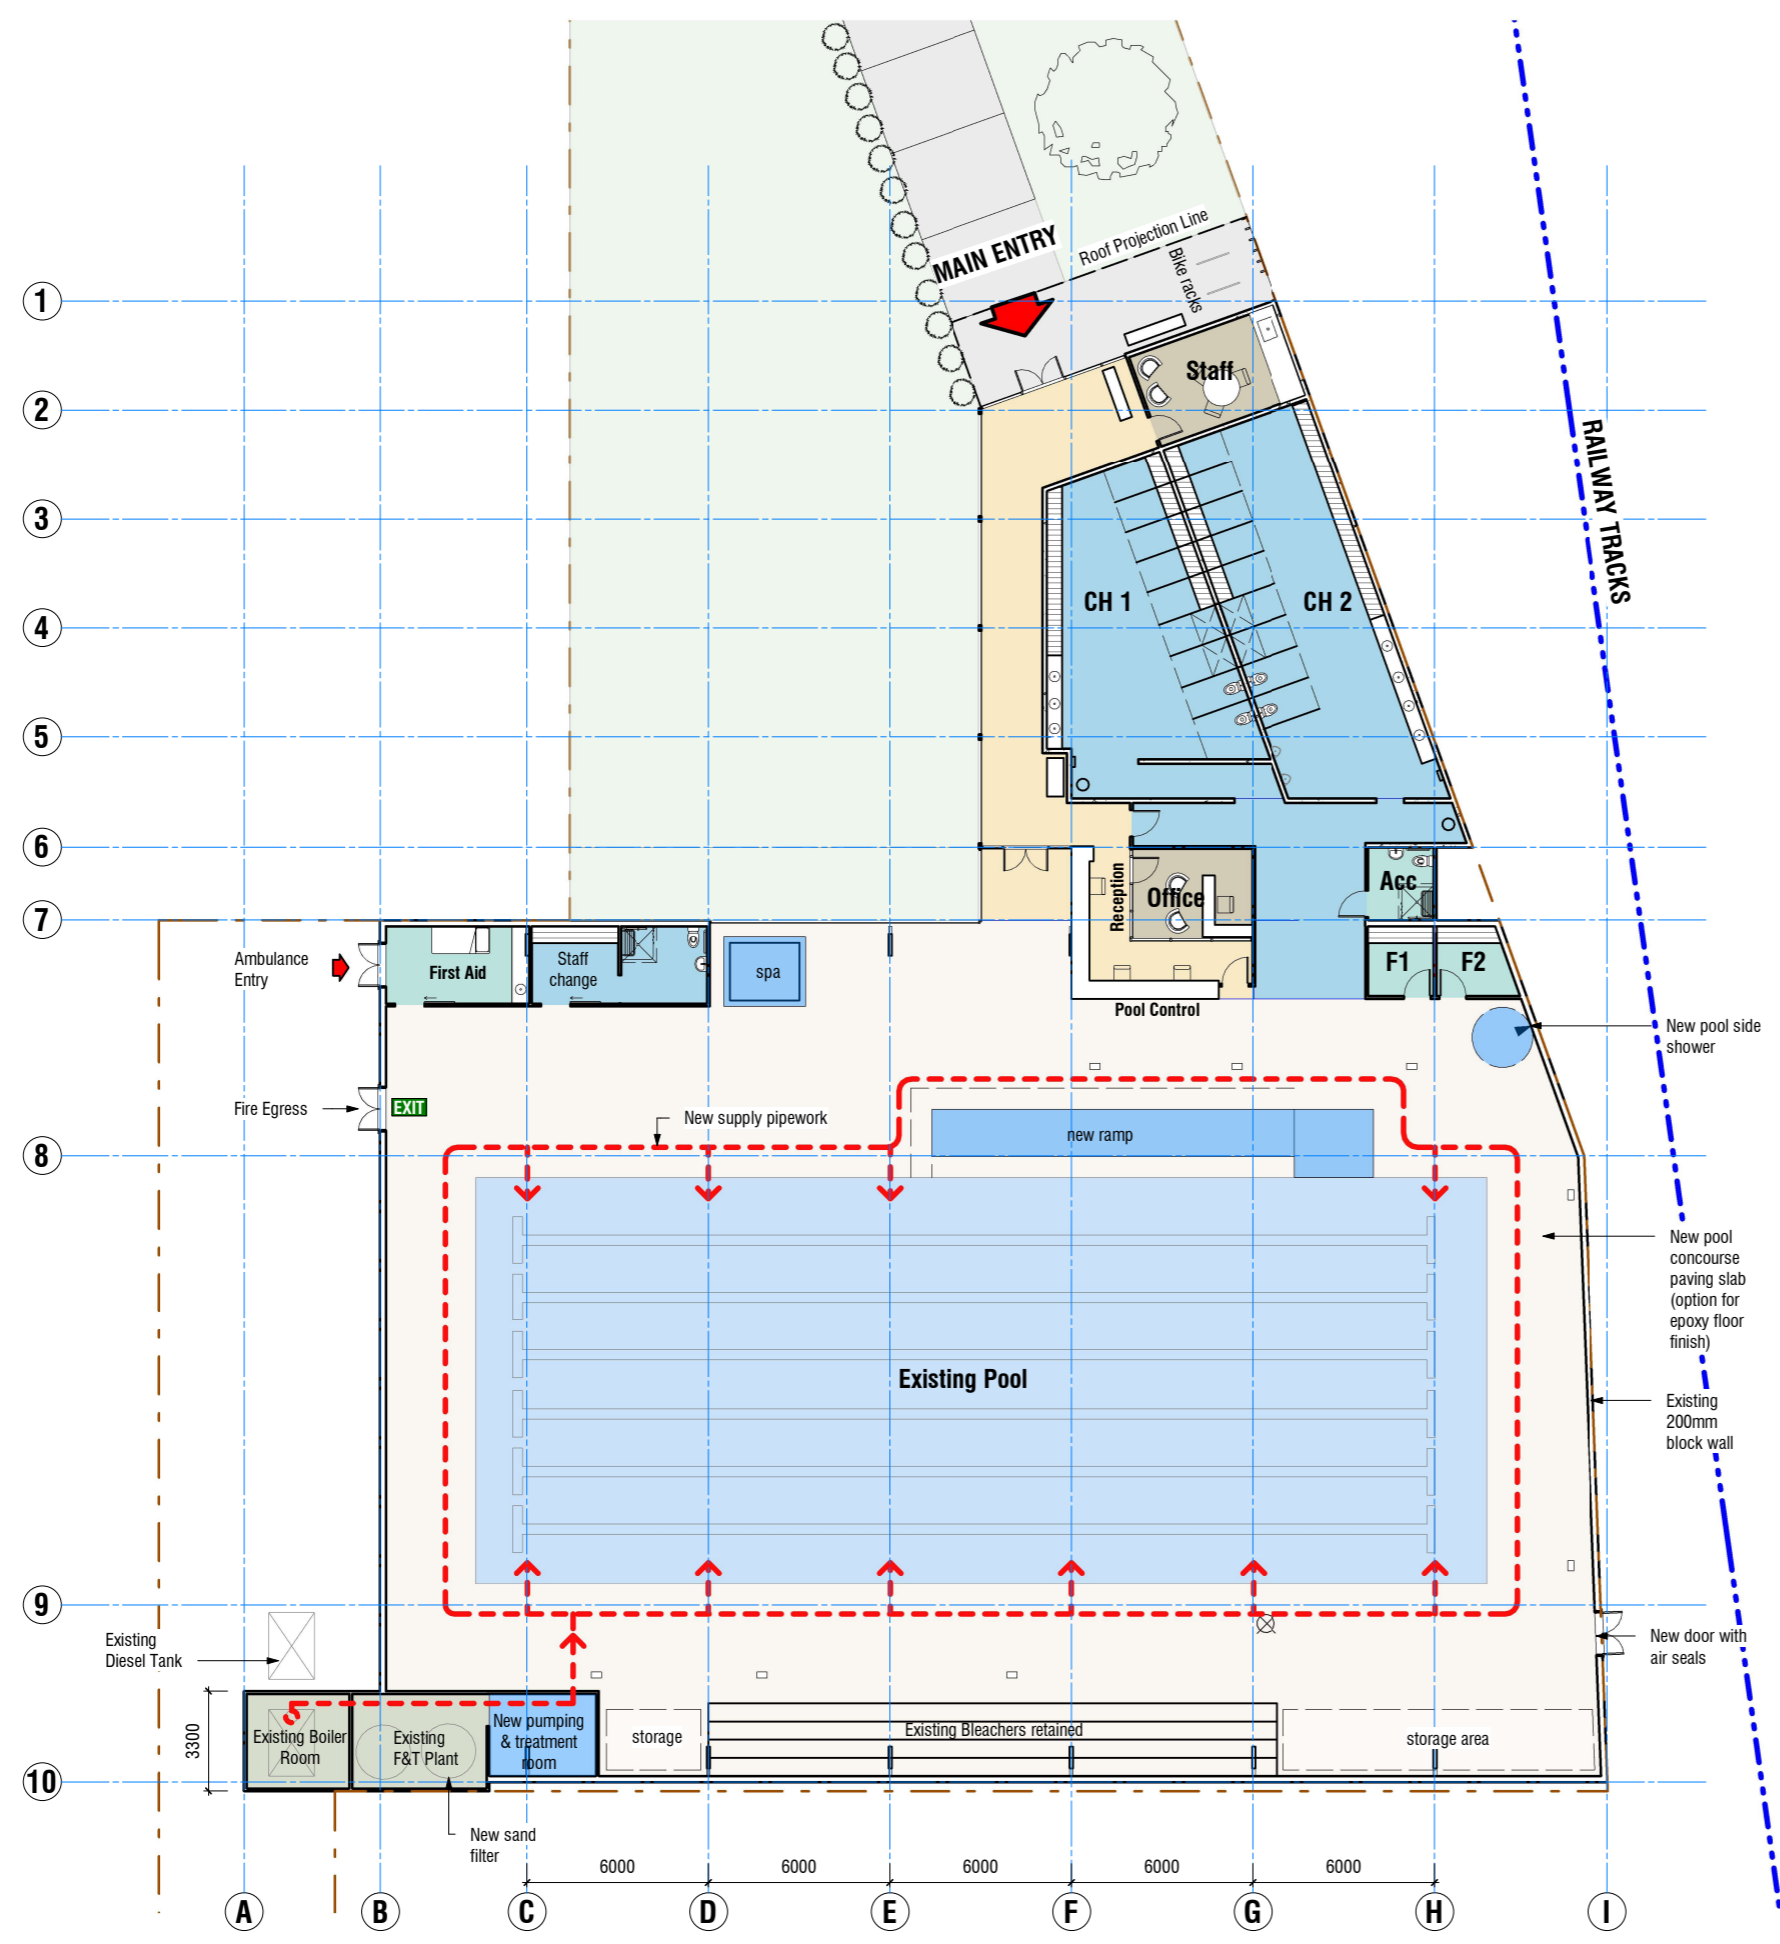 MAIN ENTRY
Roof Projection Line
Bike racks
1
Staff
2
RAILWAY TRACKS
3
CH 1
CH 2
4
5
6
Reception
Office
Acc
7
Ambulance
Entry
First Aid
Staff
change
spa
F1
F2
Pool Control
New pool side
shower
Fire Egress
EXIT
New supply pipework
new ramp
8
New pool
concourse
paving slab
(option for
epoxy floor
finish)
Existing Pool
Existing
200mm
block wall
9
Existing
Diesel Tank
New door with
air seals
3300
Existing Boiler
Room
Existing
F&T Plant
New pumping
& treatment
room
storage
Existing Bleachers retained
storage area
10
New sand
filter
6000
6000
6000
6000
6000
A
B
C
D
E
F
G
H
I